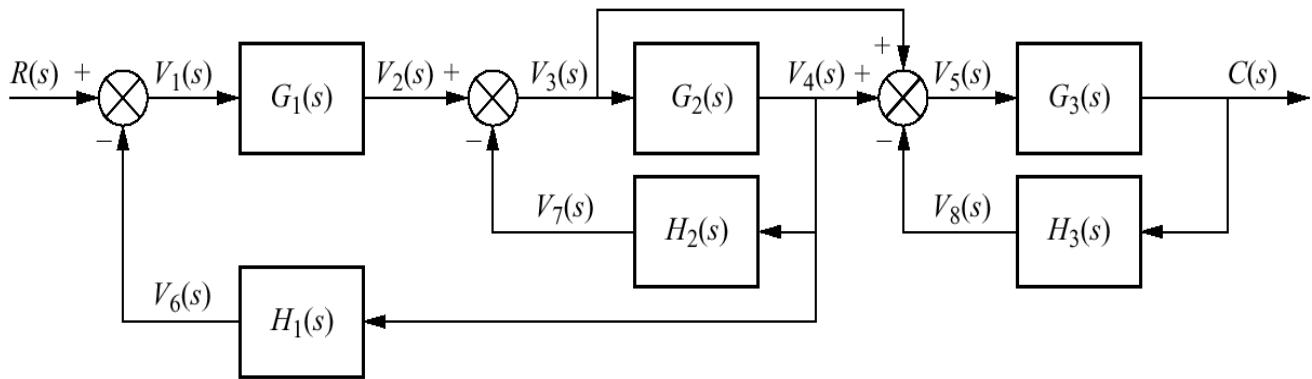 +
R(s) + V₁(s) G₁(s) V₂(s) + V₃(s) G₂(s) V₄(s) + V₅(s) G₃(s) C(s)
− − −
V₇(s) H₂(s) V₈(s) H₃(s)
V₆(s) H₁(s)